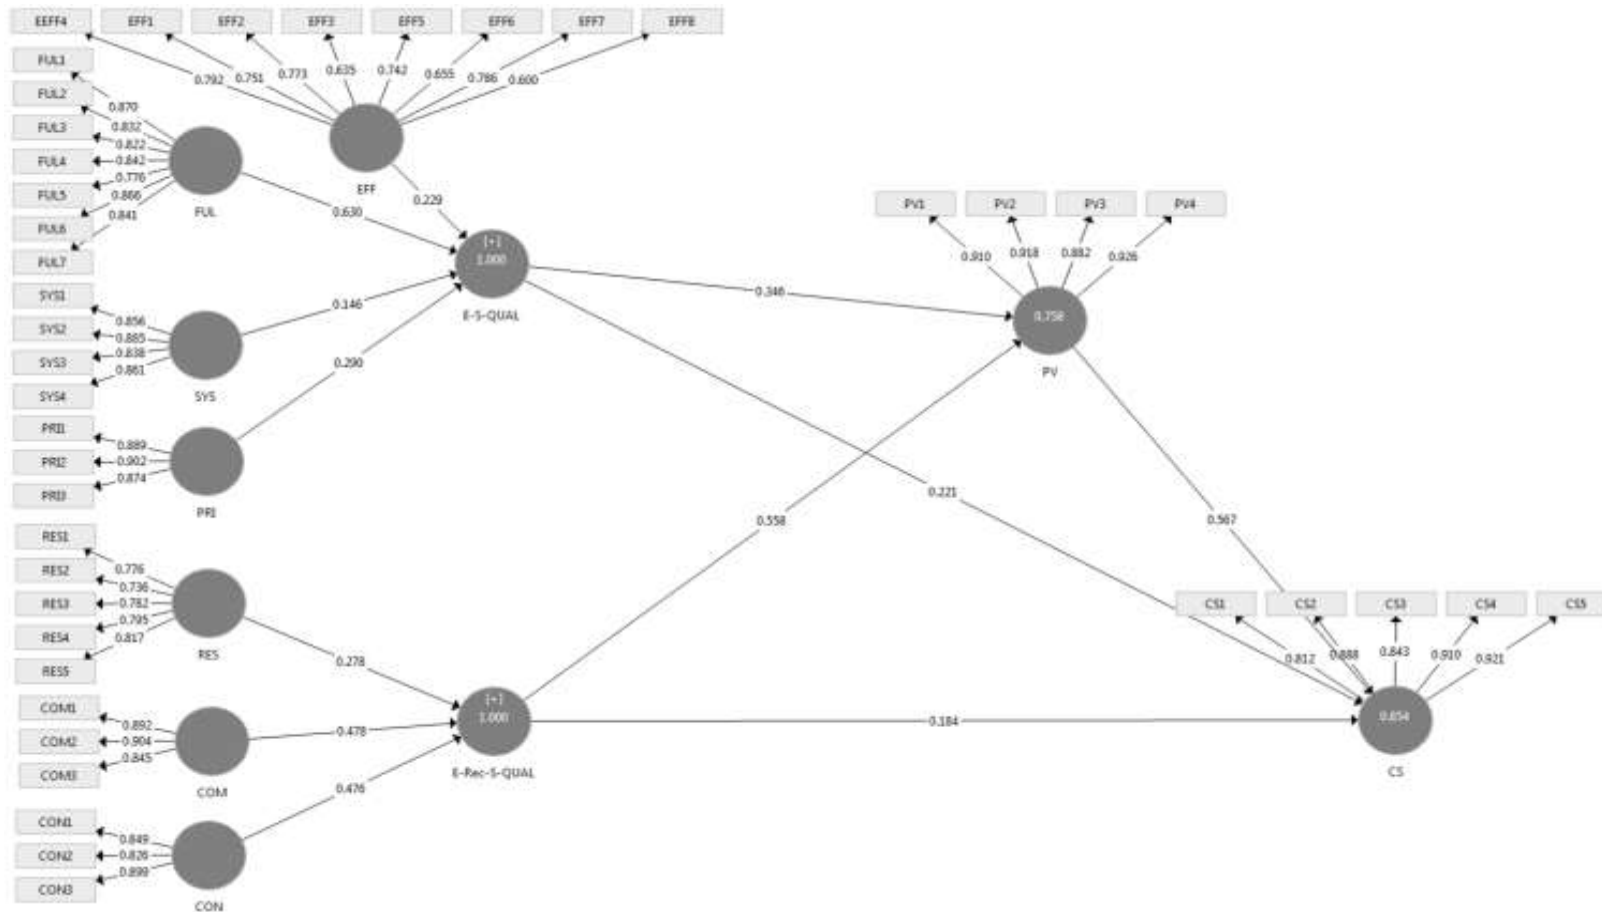 EEFF4 EFF1 EFF2 EFF3 EFF5 EFF6 EFF7 EFF8
0.792 0.751 0.773 0.635 0.742 0.655 0.786 0.600
EFF
FUL1
FUL2
FUL3
FUL4
FUL5
FUL6
FUL7
0.870
0.832
0.822
0.842
0.776
0.866
0.841
FUL
0.229
0.630
SYS1
SYS2
SYS3
SYS4
0.856
0.885
0.838
0.861
SYS
0.146
PRI1
PRI2
PRI3
0.889
0.902
0.874
PRI
0.290
[+]
1.000
E-S-QUAL
0.346
0.221
PV1 PV2 PV3 PV4
0.910 0.918 0.882 0.926
0.758
PV
0.567
RES1
RES2
RES3
RES4
RES5
0.776
0.736
0.782
0.795
0.817
RES
0.278
COM1
COM2
COM3
0.892
0.904
0.845
COM
0.478
CON1
CON2
CON3
0.849
0.826
0.899
CON
0.476
[+]
1.000
E-Rec-S-QUAL
0.558
0.184
CS1 CS2 CS3 CS4 CS5
0.812 0.888 0.843 0.910 0.921
0.654
CS